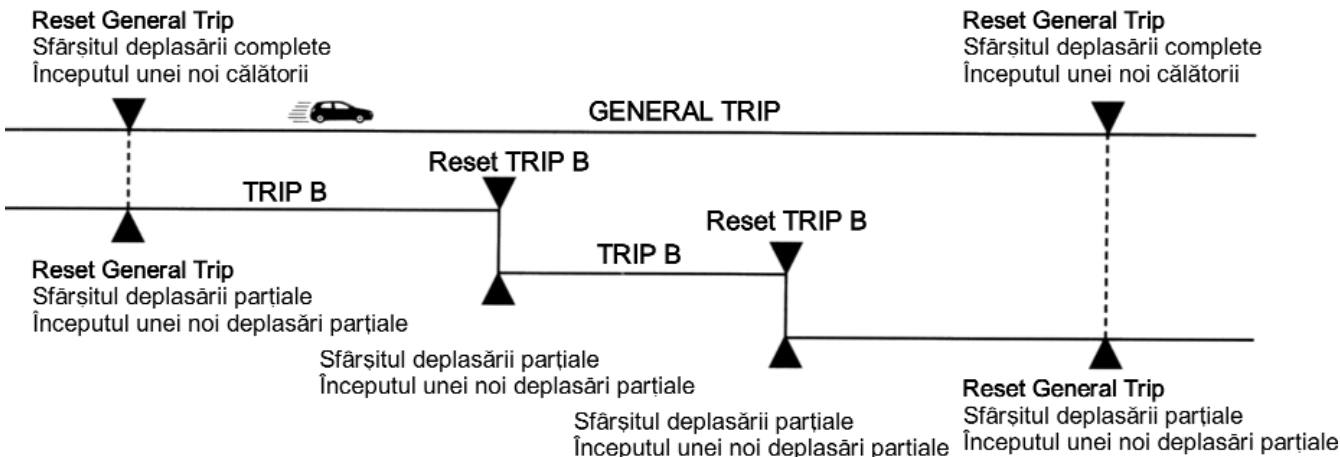 Reset General Trip
Sfārșitul deplasării complete
Începutul unei noi călătorii
Reset General Trip
Sfārșitul deplasării complete
Începutul unei noi călătorii
GENERAL TRIP
Reset TRIP B
TRIP B
Reset TRIP B
TRIP B
Reset General Trip
Sfārșitul deplasării parțiale
Începutul unei noi deplasări parțiale
Sfârșitul deplasării parțiale
Începutul unei noi deplasări parțiale
Sfârșitul deplasării parțiale
Începutul unei noi deplasări parțiale
Reset General Trip
Sfârșitul deplasării parțiale
Începutul unei noi deplasări parțiale